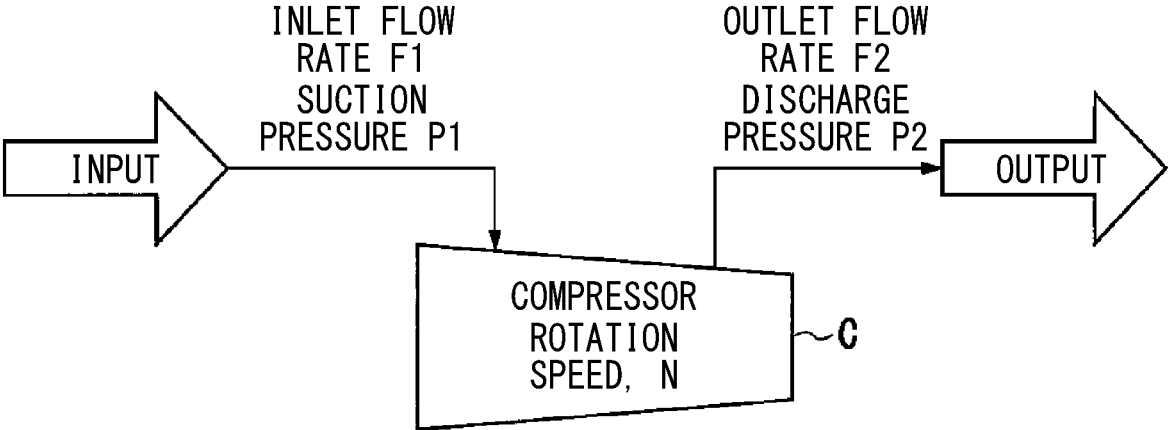 INLET FLOW
RATE F1
SUCTION
PRESSURE P1
OUTLET FLOW
RATE F2
DISCHARGE
PRESSURE P2
INPUT
OUTPUT
COMPRESSOR
ROTATION
SPEED, N
C